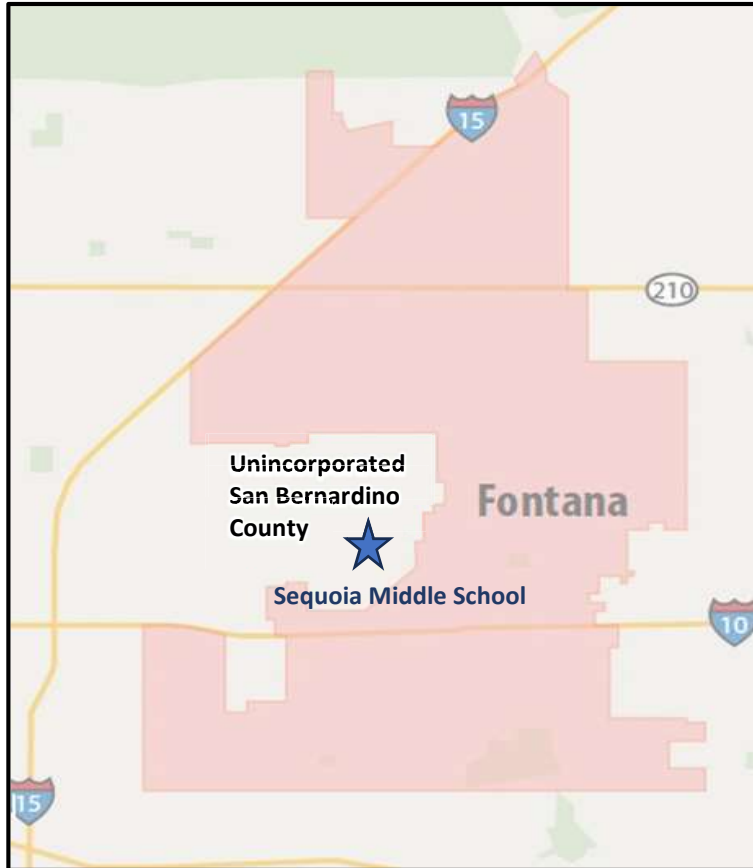 15
210
Unincorporated
San Bernardino
County
Fontana
Sequoia Middle School
10
15